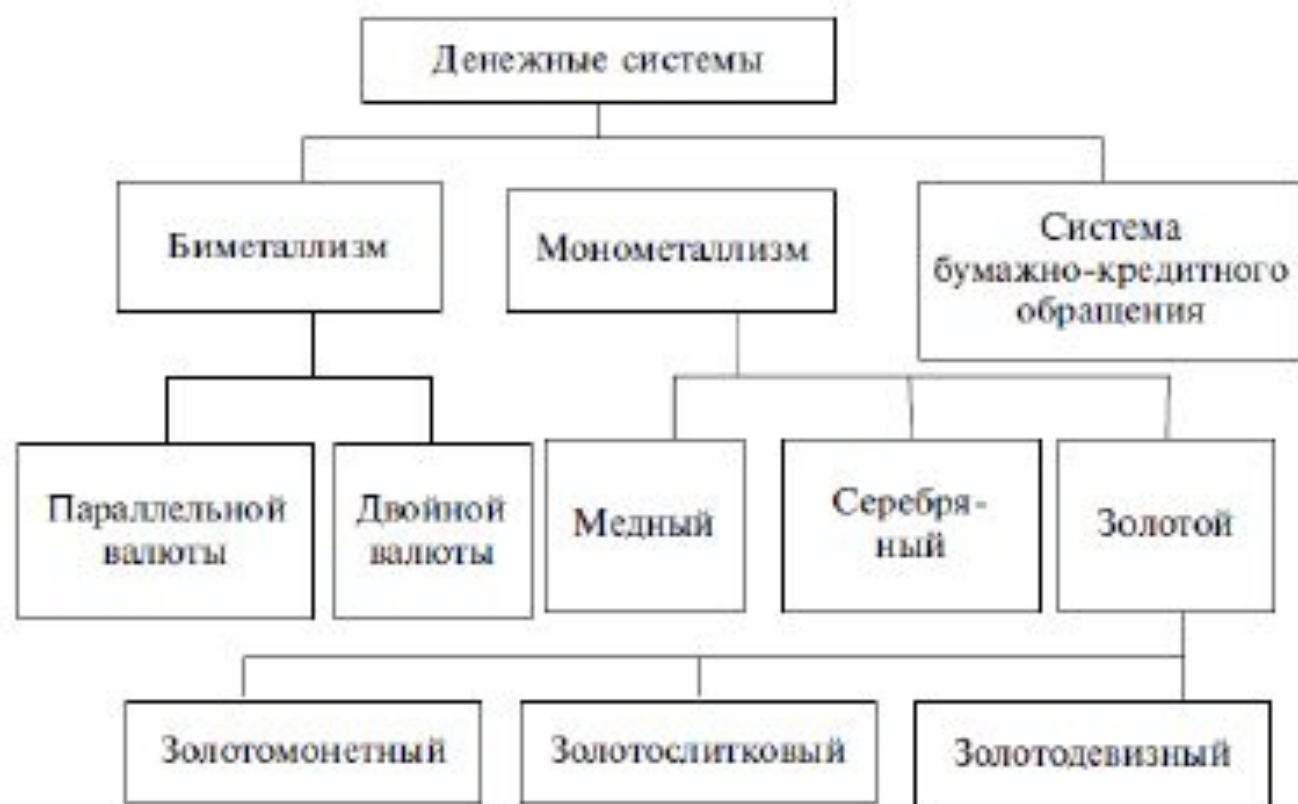 Денежные системы
Биметаллизм
Монометаллизм
Система
бумажно-кредитного
обращения
Параллельной
валюты
Двойной
валюты
Медный
Серебря-
ный
Золотой
Золотомонетный
Золотослитковый
Золотодевизный